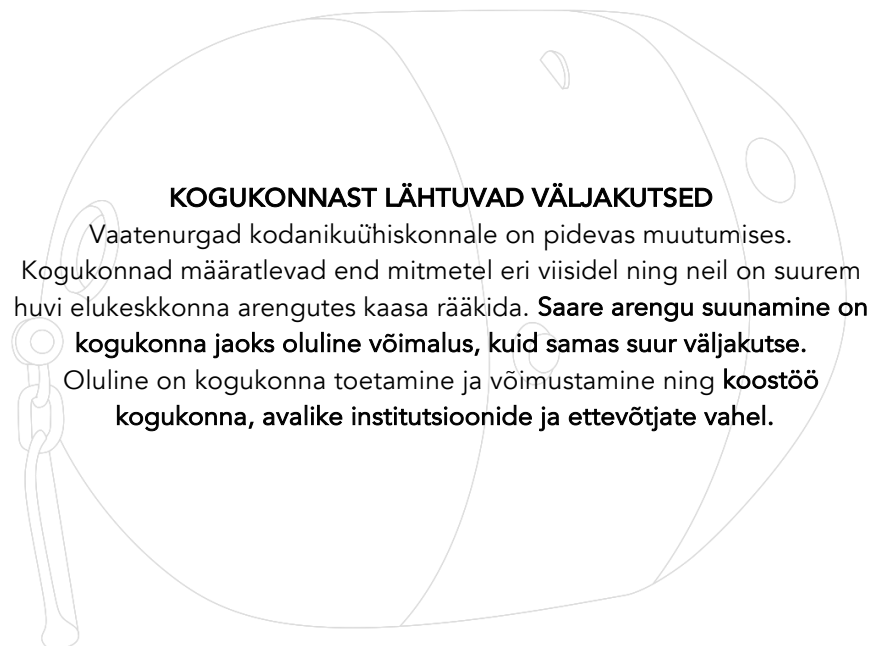 KOGUKONNAST LÄHTUVAD VÄLJAKUTSED
Vaatenurgad kodanikuühiskonnale on pidevas muutumises.
Kogukonnad määratlevad end mitmetel eri viisidel ning neil on suurem
huvi elukeskkonna arengutes kaasa rääkida. Saare arengu suunamine on
kogukonna jaoks oluline võimalus, kuid samas suur väljakutse.
Oluline on kogukonna toetamine ja võimustamine ning koostöö
kogukonna, avalike institutsioonide ja ettevõtjate vahel.